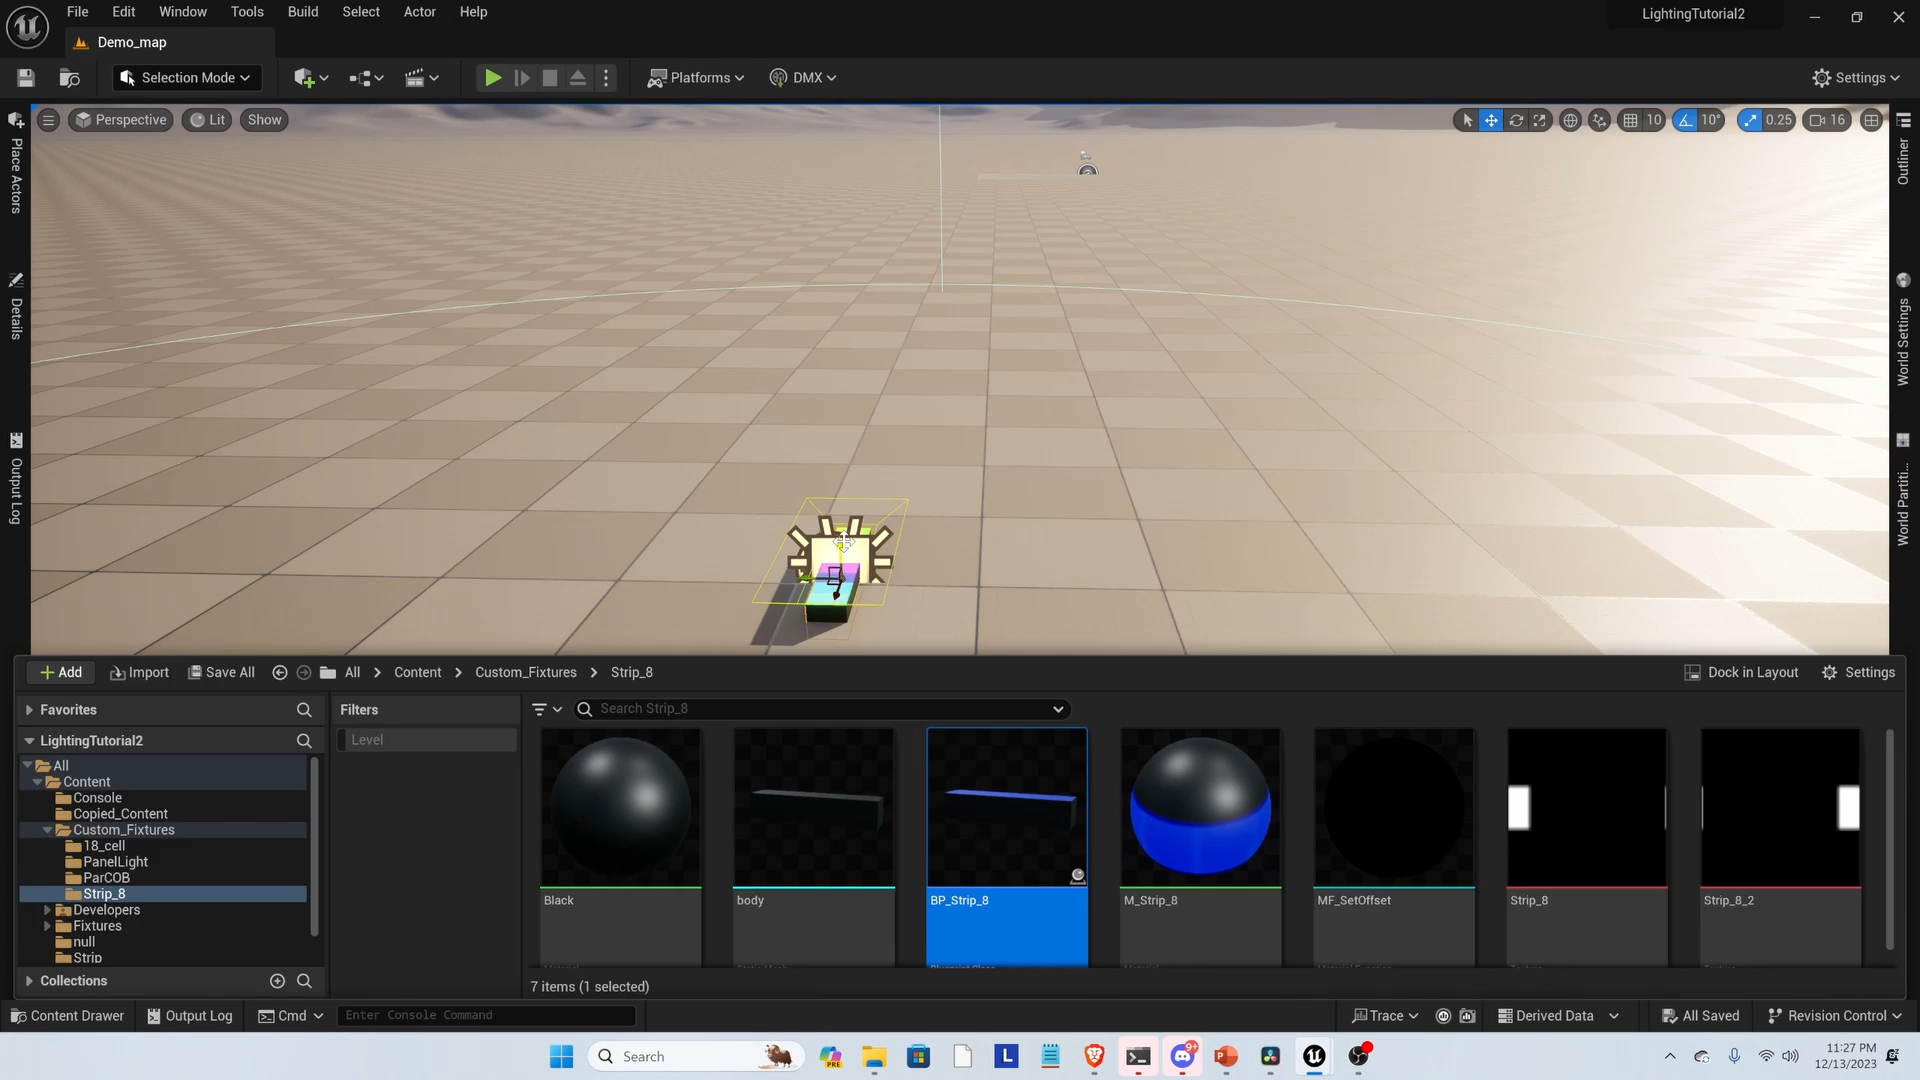 File Edit Window Tools Build Select Actor Help
LightingTutorial2
Demo_map
Selection Mode
Platforms
DMX
Settings
Perspective
Lit
Show
10
10°
0.25
16
Place Actors
Details
Output Log
Outliner
World Settings
World Partiti...
Add
Import
Save All
All
Content
Custom_Fixtures
Strip_8
Dock in Layout
Settings
Favorites
Filters
Search Strip_8
LightingTutorial2
Level
All
Content
Console
Copied_Content
Custom_Fixtures
18_cell
PanelLight
ParCOB
Strip_8
Developers
Fixtures
null
Strip
Collections
Black
body
BP_Strip_8
M_Strip_8
MF_SetOffset
Strip_8
Strip_8_2
7 items (1 selected)
Content Drawer
Output Log
Cmd
Enter Console Command
Trace
Derived Data
All Saved
Revision Control
Search
PRE
L
9+
11:27 PM
12/13/2023